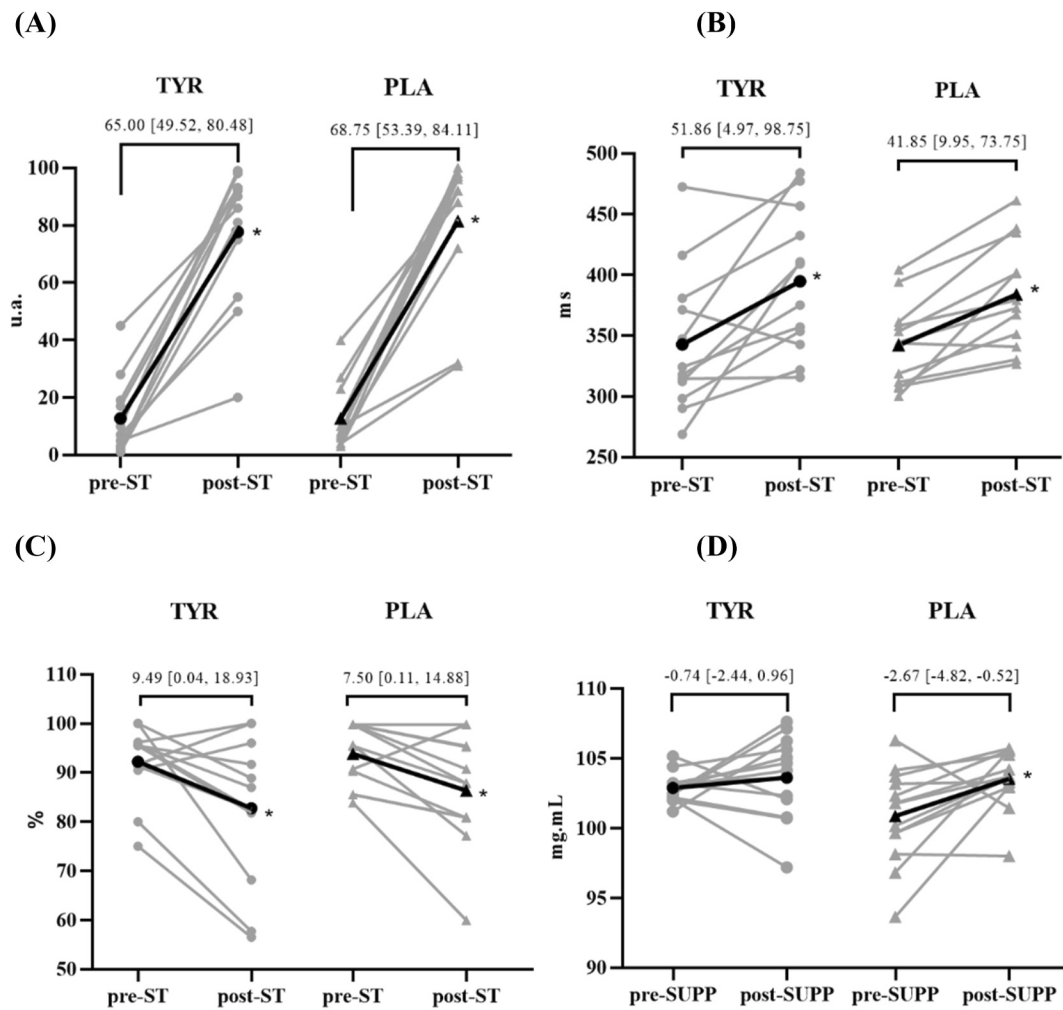 (A)
TYR
PLA
65.00 [49.52, 80.48]
68.75 [53.39, 84.11]
u.a.
100
80
60
40
20
0
*
*
pre-ST
post-ST
pre-ST
post-ST
(B)
TYR
PLA
51.86 [4.97, 98.75]
41.85 [9.95, 73.75]
ms
500
450
400
350
300
250
*
*
pre-ST
post-ST
pre-ST
post-ST
(C)
TYR
PLA
9.49 [0.04, 18.93]
7.50 [0.11, 14.88]
%
110
100
90
80
70
60
50
*
*
pre-ST
post-ST
pre-ST
post-ST
(D)
TYR
PLA
-0.74 [-2.44, 0.96]
-2.67 [-4.82, -0.52]
mg.mL
110
105
100
95
90
*
pre-SUPP
post-SUPP
pre-SUPP
post-SUPP